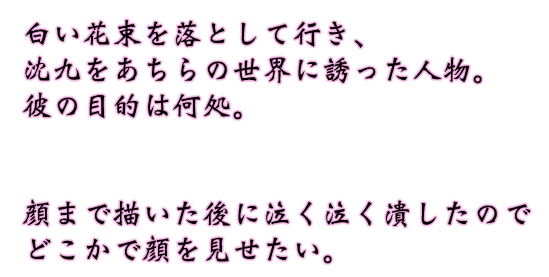 白い花束を落として行き、
沈九をあちらの世界に誘った人物。
彼の目的は何処。
顔まで描いた後に泣く泣く潰したので
どこかで顔を見せたい。